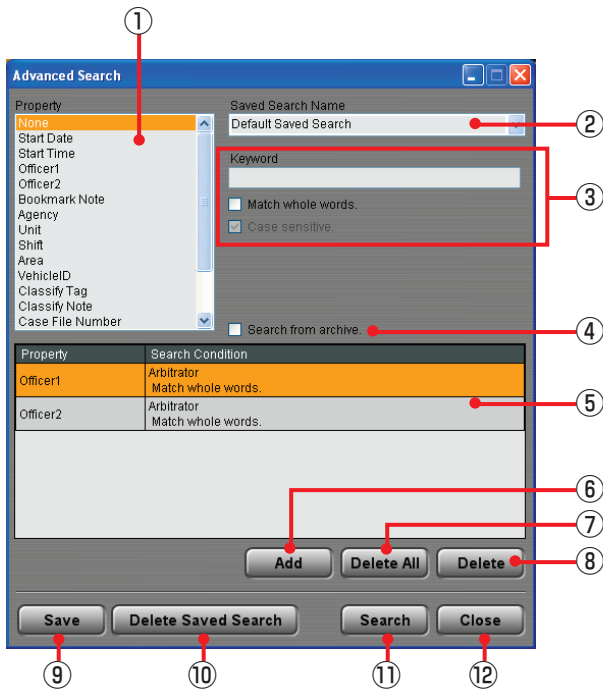 ①
Advanced Search
Property
None
Start Date
Start Time
Officer1
Officer2
Bookmark Note
Agency
Unit
Shift
Area
VehicleID
Classify Tag
Classify Note
Case File Number
Saved Search Name
Default Saved Search
②
Keyword
Match whole words.
Case sensitive.
③
Search from archive.
④
Property Search Condition
Officer1 Arbitrator
Match whole words.
Officer2 Arbitrator
Match whole words.
⑤
⑥
⑦
Add Delete All Delete
⑧
Save Delete Saved Search Search Close
⑨ ⑩ ⑪ ⑫